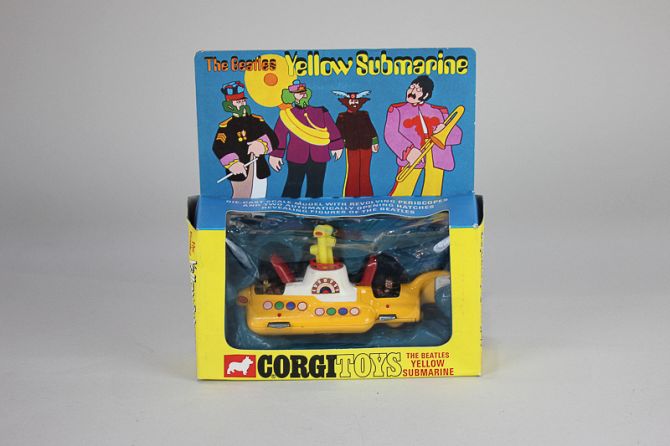 The Beatles Yellow Submarine
DIE-CAST SCALE MODEL WITH REVOLVING PERISCOPES
AND TWO AUTOMATICALLY OPENING HATCHES
REVEALING FIGURES OF THE BEATLES
CORGI TOYS
THE BEATLES
YELLOW
SUBMARINE